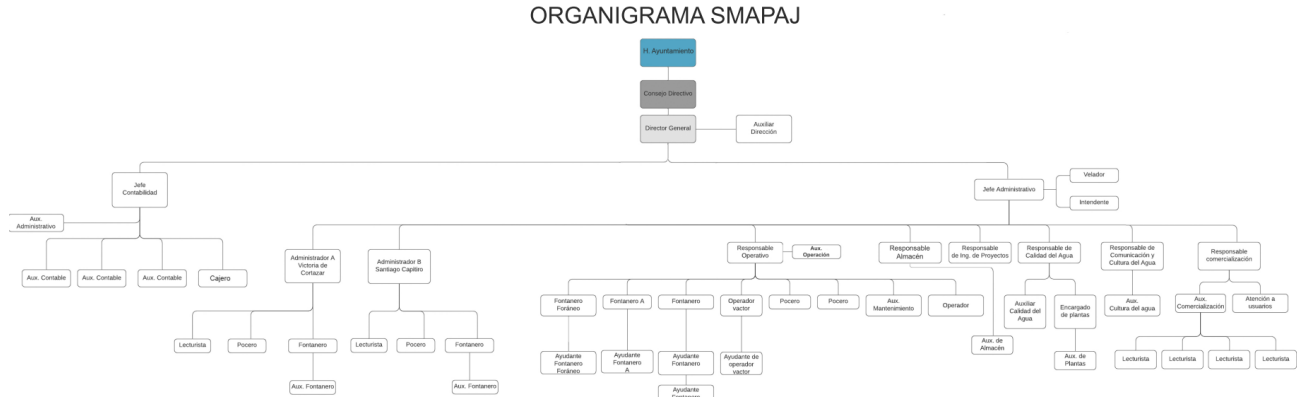 ORGANIGRAMA SMAPAJ
H. Ayuntamiento
Consejo Directivo
Director General
Auxiliar
Dirección
Jefe
Contabilidad
Jefe Administrativo
Velador
Intendente
Aux.
Administrativo
Aux. Contable
Aux. Contable
Aux. Contable
Cajero
Administrador A
Victoria de
Cortazar
Administrador B
Santiago Capitiro
Responsable
Operativo
Aux.
Operación
Responsable
Almacén
Responsable
de Ing. de Proyectos
Responsable de
Calidad del Agua
Responsable de
Comunicación y
Cultura del Agua
Responsable
comercialización
Lecturista
Pocero
Fontanero
Aux. Fontanero
Lecturista
Pocero
Fontanero
Aux. Fontanero
Fontanero
Foráneo
Fontanero A
Fontanero
Operador
vactor
Pocero
Pocero
Aux.
Mantenimiento
Operador
Ayudante
Fontanero
Foráneo
Ayudante
Fontanero
A
Ayudante
Fontanero
Ayudante de
operador
vactor
Ayudante
Fontanero
Aux. de
Almacén
Auxiliar
Calidad del
Agua
Encargado
de plantas
Aux. de
Plantas
Aux.
Cultura del agua
Aux.
Comercialización
Atención a
usuarios
Lecturista
Lecturista
Lecturista
Lecturista